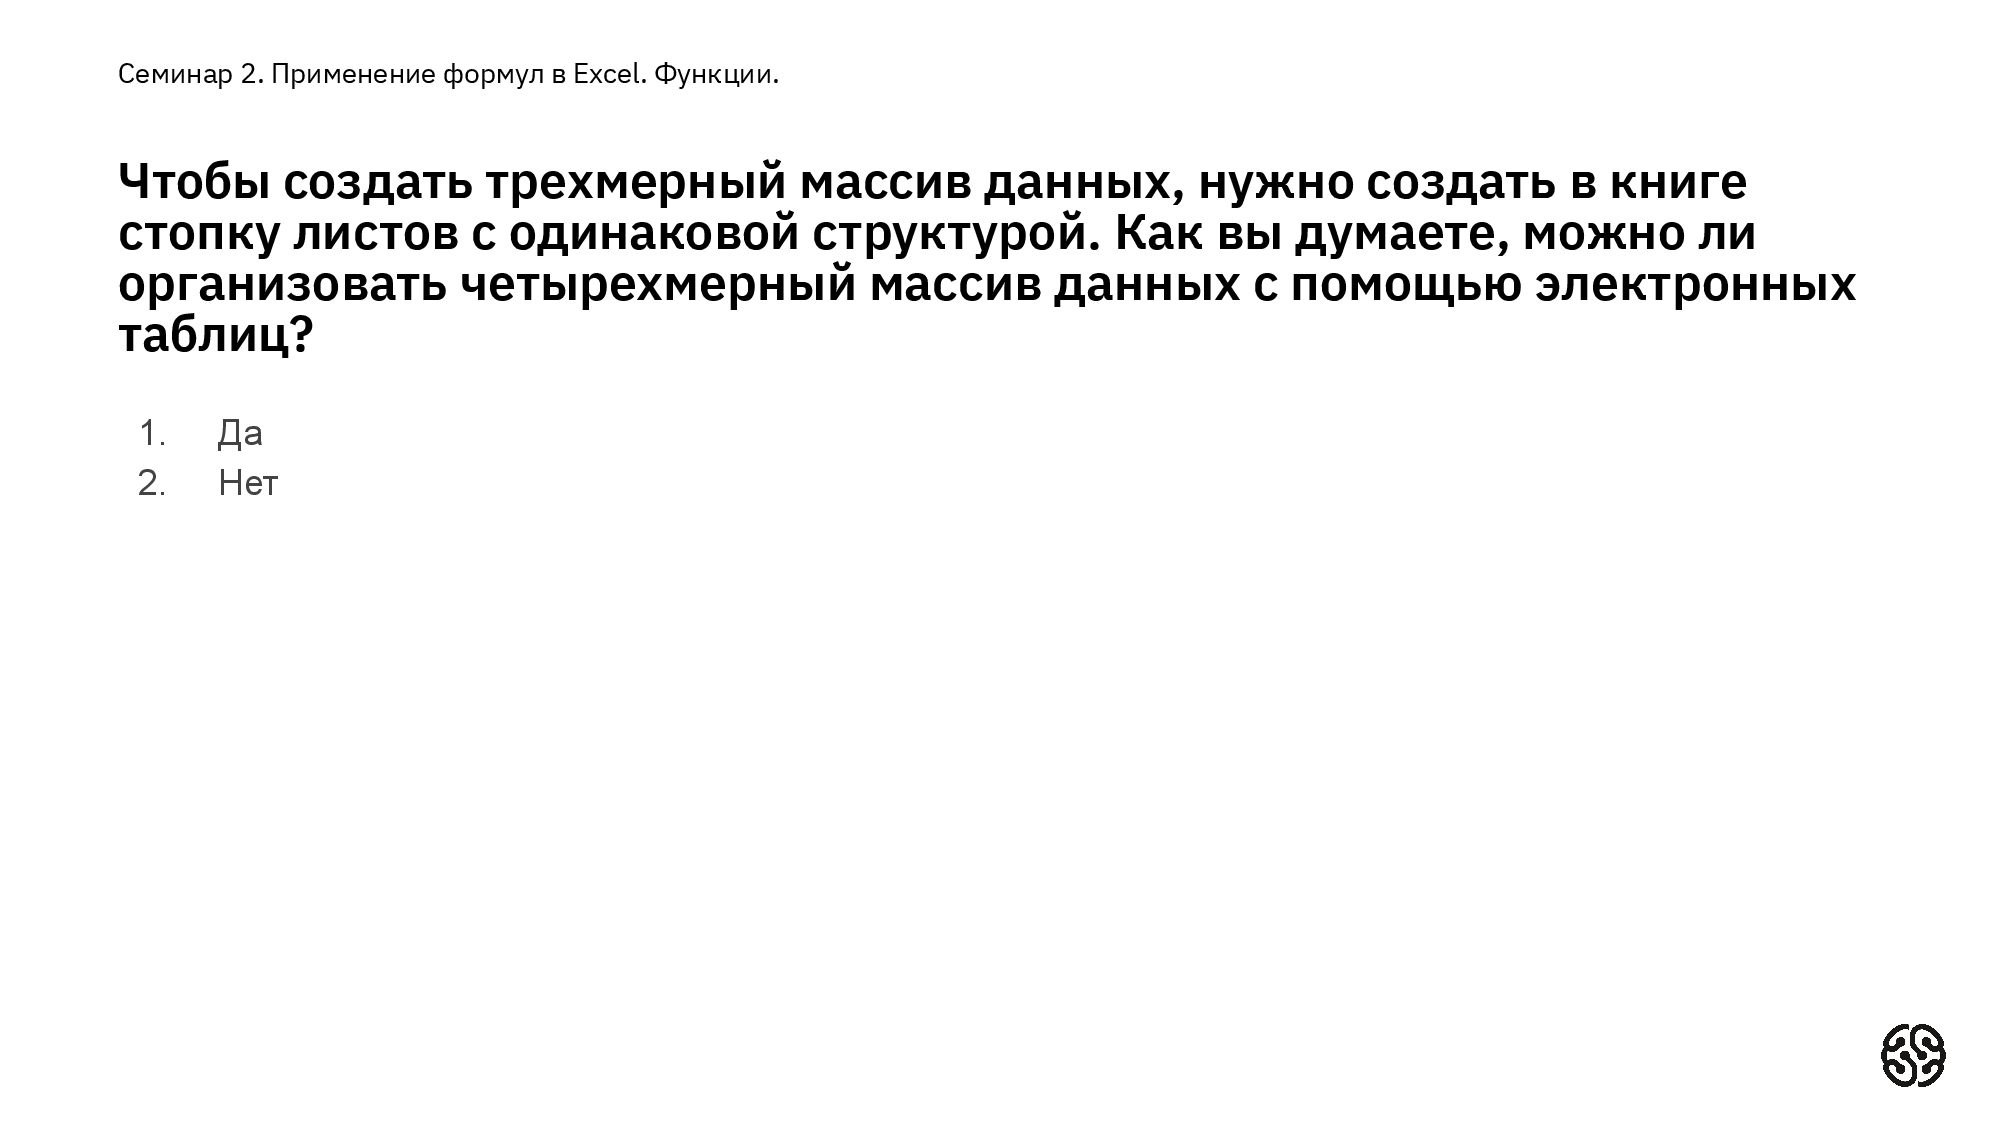 Семинар 2. Применение формул в Excel. Функции.
Чтобы создать трехмерный массив данных, нужно создать в книге
стопку листов с одинаковой структурой. Как вы думаете, можно ли
организовать четырехмерный массив данных с помощью электронных
таблиц?
1. Да
2. Нет